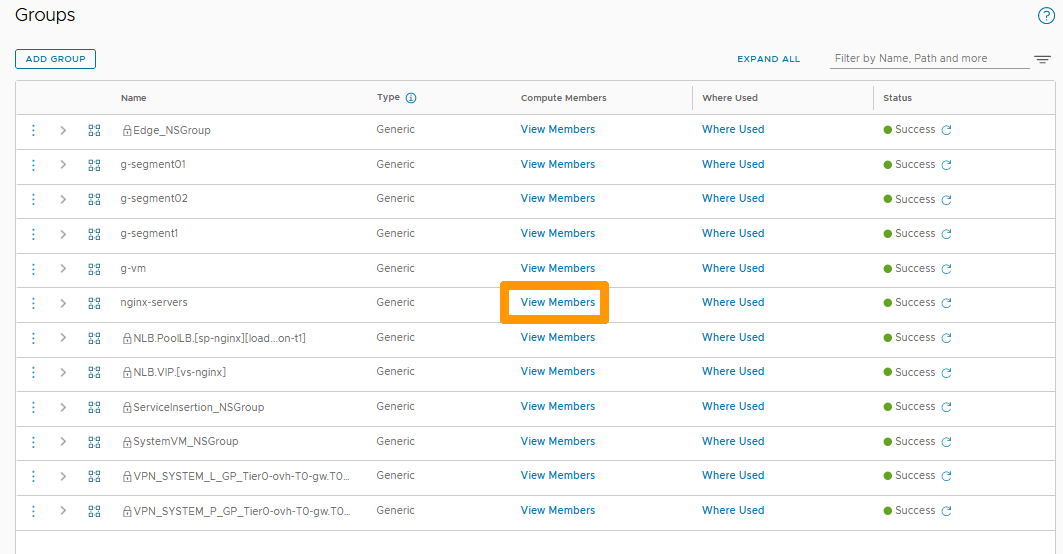 Groups
ADD GROUP EXPAND ALL Filter by Name, Path and more
Name Type Compute Members Where Used Status
Edge_NSGroup Generic View Members Where Used Success
g-segment01 Generic View Members Where Used Success
g-segment02 Generic View Members Where Used Success
g-segment1 Generic View Members Where Used Success
g-vm Generic View Members Where Used Success
nginx-servers Generic View Members Where Used Success
NLB.PoolLB.[sp-nginx][load...on-t1] Generic View Members Where Used Success
NLB.VIP.[vs-nginx] Generic View Members Where Used Success
ServiceInsertion_NSGroup Generic View Members Where Used Success
SystemVM_NSGroup Generic View Members Where Used Success
VPN_SYSTEM_L_GP_Tier0-ovh-T0-gw.T0... Generic View Members Where Used Success
VPN_SYSTEM_P_GP_Tier0-ovh-T0-gw.T0... Generic View Members Where Used Success